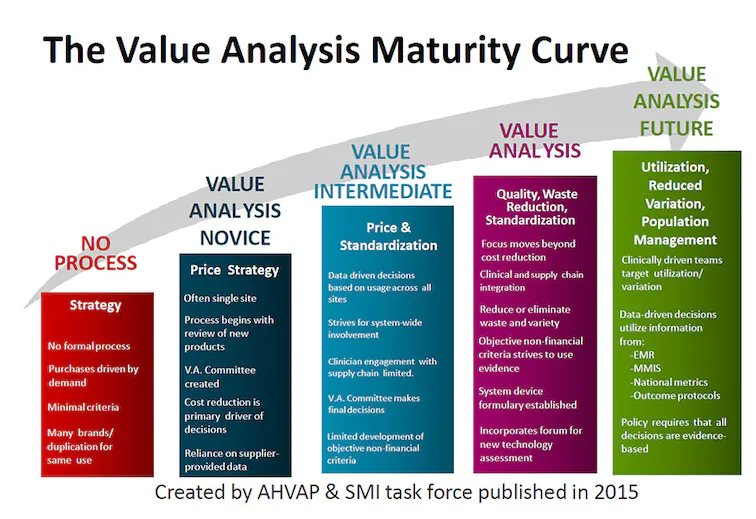 The Value Analysis Maturity Curve
NO
PROCESS
Strategy
No formal process
Purchases driven by
demand
Minimal criteria
Many brands/
duplication for
same use
VALUE
ANALYSIS
NOVICE
Price Strategy
Often single site
Process begins with
review of new
products
V.A. Committee
created
Cost reduction is
primary driver of
decisions
Reliance on supplier-
provided data
VALUE
ANALYSIS
INTERMEDIATE
Price &
Standardization
Data driven decisions
based on usage across all
sites
Strives for system-wide
involvement
Clinician engagement with
supply chain limited.
V.A. Committee makes
final decisions
Limited development of
objective non-financial
criteria
VALUE
ANALYSIS
Quality, Waste
Reduction,
Standardization
Focus moves beyond
cost reduction
Clinical and supply chain
integration
Reduce or eliminate
waste and variety
Objective non-financial
criteria strives to use
evidence
System device
formulary established
Incorporates forum for
new technology
assessment
VALUE
ANALYSIS
FUTURE
Utilization,
Reduced
Variation,
Population
Management
Clinically driven teams
target utilization/
variation
Data-driven decisions
utilize information
from:
-EMR
-MMIS
-National metrics
-Outcome protocols
Policy requires that all
decisions are evidence-
based
Created by AHVAP & SMI task force published in 2015